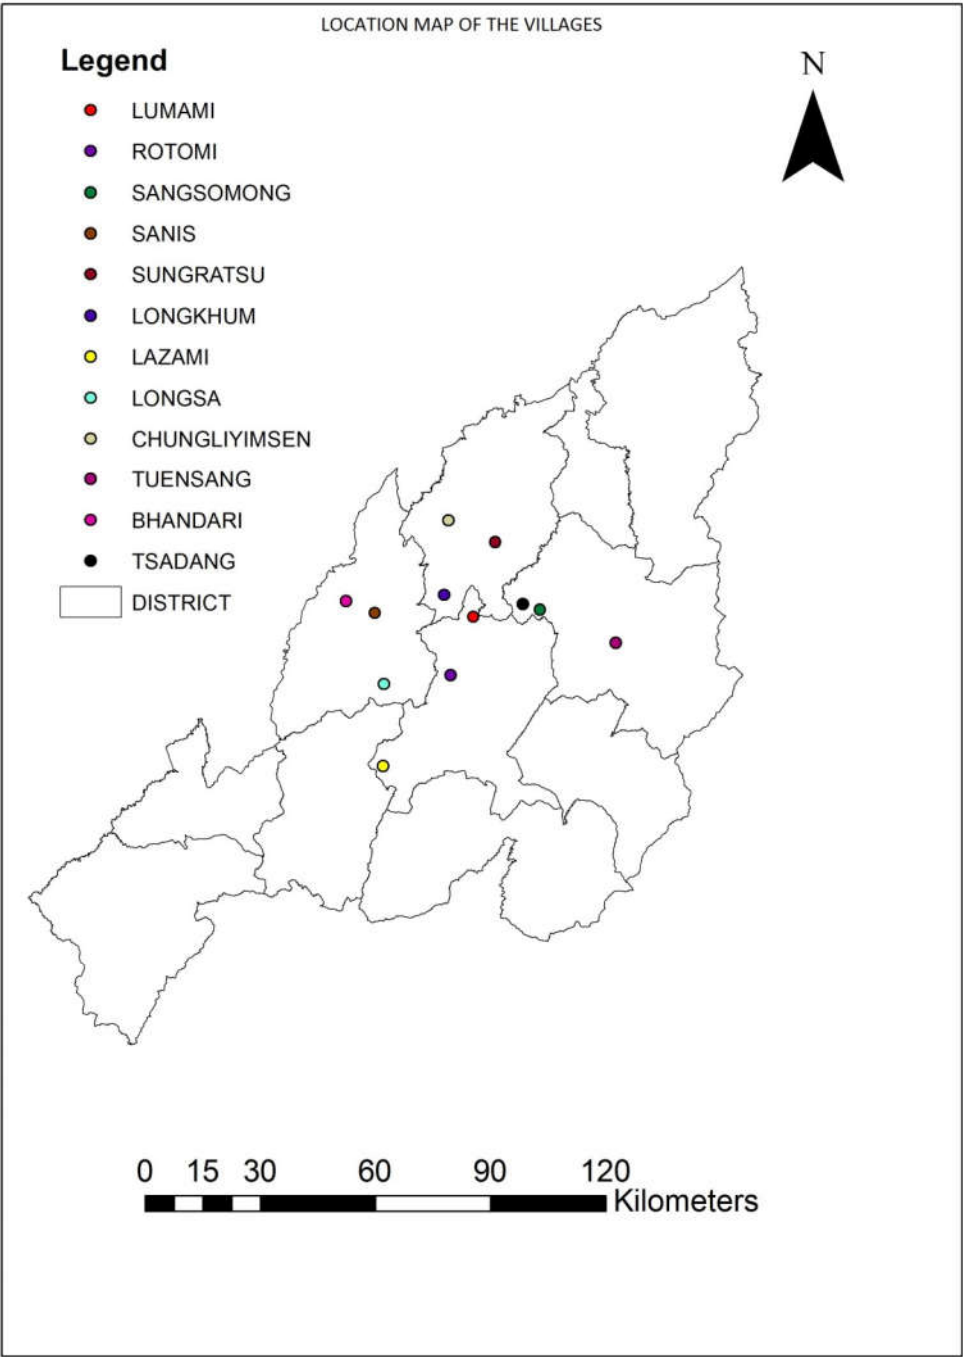 LOCATION MAP OF THE VILLAGES
Legend
N
LUMAMI
ROTOMI
SANGSOMONG
SANIS
SUNGRATSU
LONGKHUM
LAZAMI
LONGSA
CHUNGLIYIMSEN
TUENSANG
BHANDARI
TSADANG
DISTRICT
0 15 30 60 90 120
Kilometers